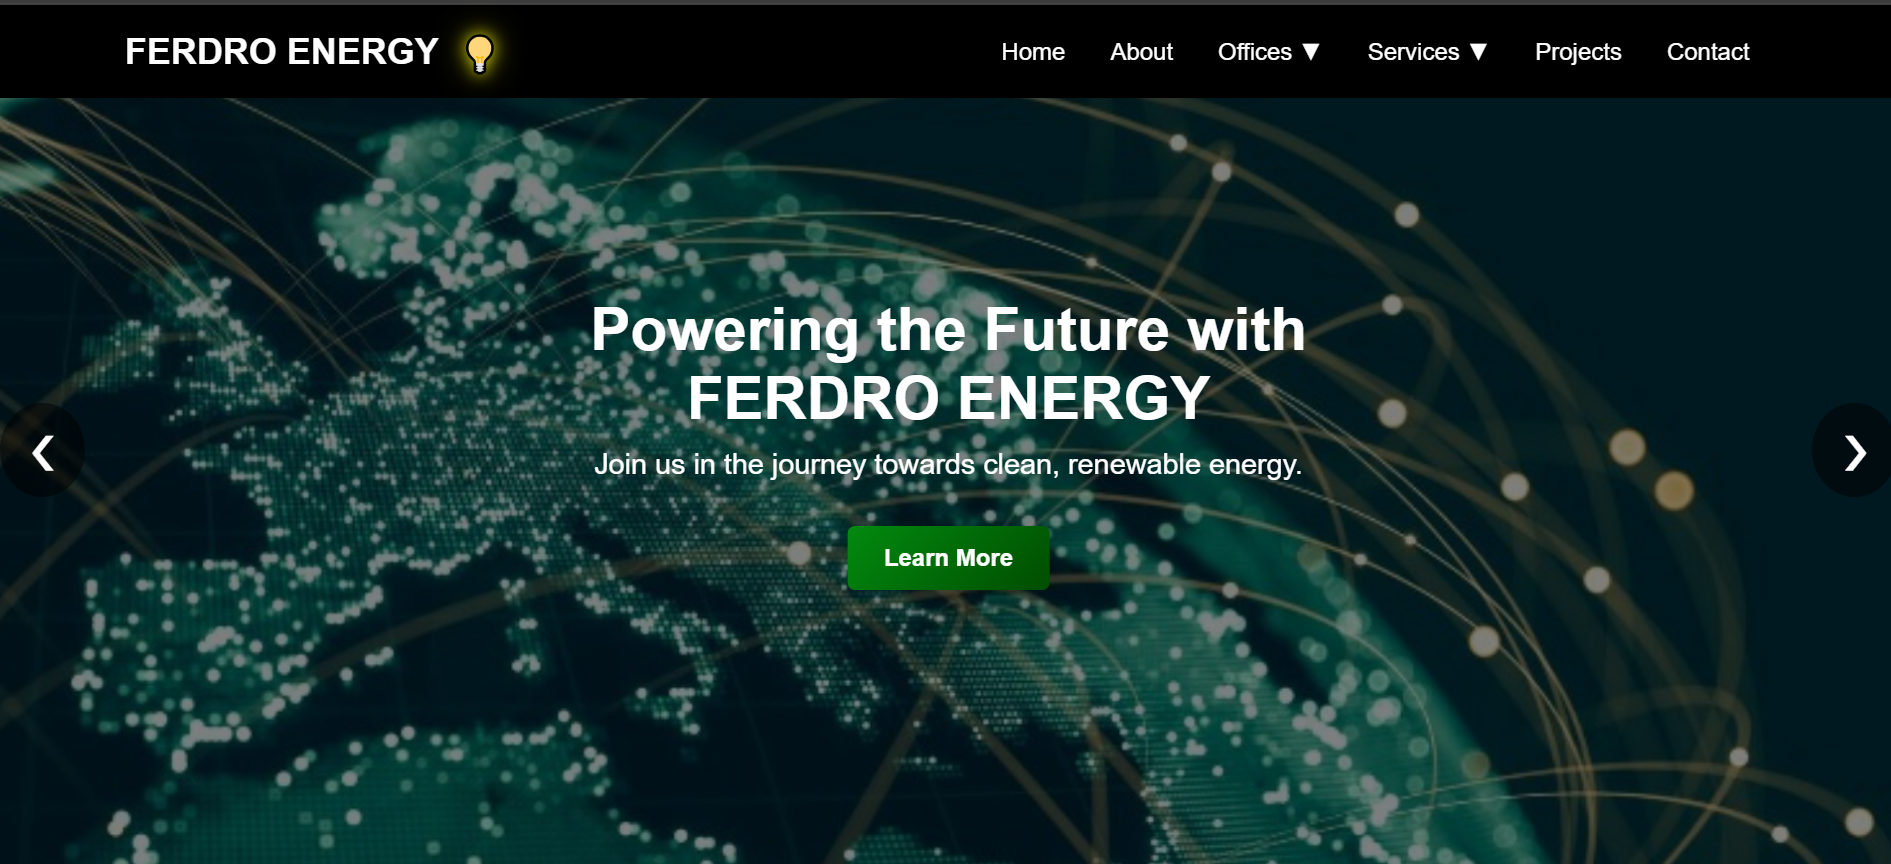 FERDRO ENERGY
Home About Offices ▼ Services ▼ Projects Contact
Powering the Future with
FERDRO ENERGY
Join us in the journey towards clean, renewable energy.
❮ ❯
Learn More